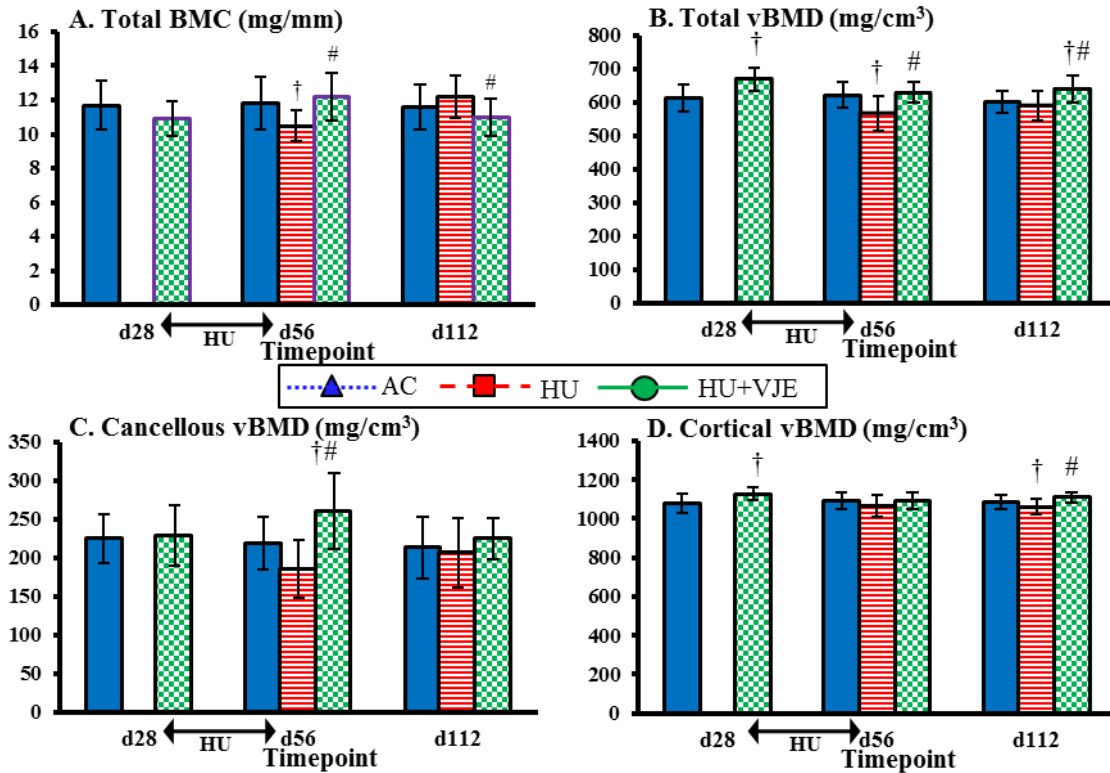 A. Total BMC (mg/mm)
16
14
12
10
8
6
4
2
0
†
#
#
d28
d56
d112
HU
Timepoint
B. Total vBMD (mg/cm³)
800
700
600
500
400
300
200
100
0
†
†
#
†#
d28
d56
d112
HU
Timepoint
AC HU HU+VJE
C. Cancellous vBMD (mg/cm³)
350
300
250
200
150
100
50
0
†#
d28
d56
d112
HU
Timepoint
D. Cortical vBMD (mg/cm³)
1400
1200
1000
800
600
400
200
0
†
†
#
d28
d56
d112
HU
Timepoint